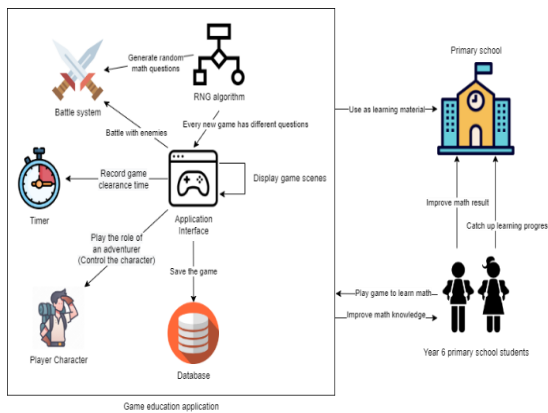 Generate random
math questions
RNG algorithm
Battle system
Battle with enemies
Every new game has different questions
Record game
clearance time
Display game scenes
Timer
Application
Interface
Play the role of
an adventurer
(Control the character)
Save the game
Player Character
Database
Game education application
Primary school
Use as learning material
Improve math result
Catch up learning progres
Play game to learn math
Improve math knowledge
Year 6 primary school students